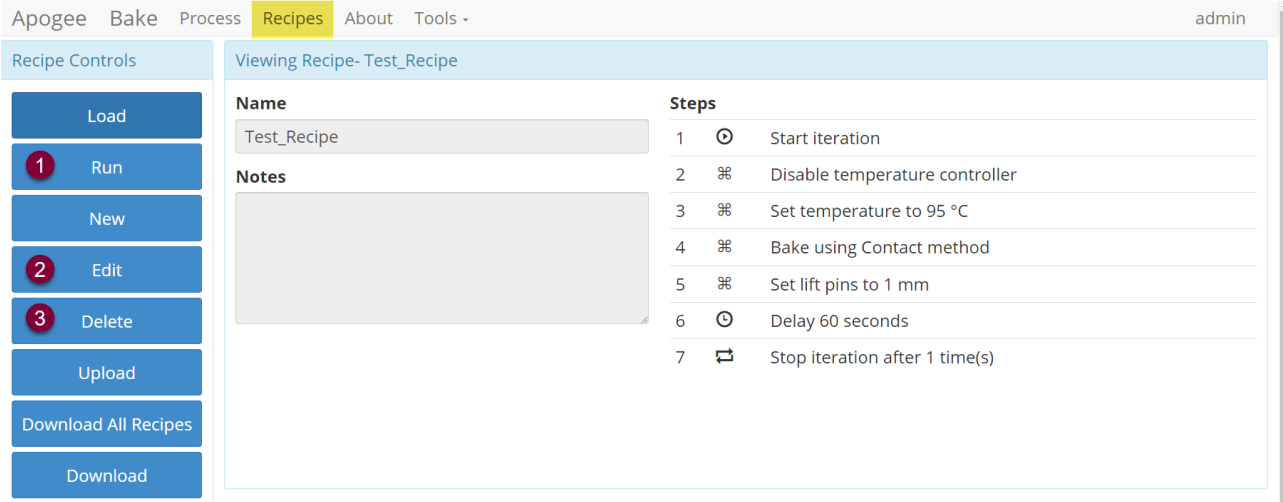 Apogee Bake Process Recipes About Tools admin
Recipe Controls
Load
1 Run
New
2 Edit
3 Delete
Upload
Download All Recipes
Download
Viewing Recipe- Test_Recipe
Name
Test_Recipe
Notes
Steps
1 Start iteration
2 ⌘ Disable temperature controller
3 ⌘ Set temperature to 95 °C
4 ⌘ Bake using Contact method
5 ⌘ Set lift pins to 1 mm
6 Delay 60 seconds
7 Stop iteration after 1 time(s)